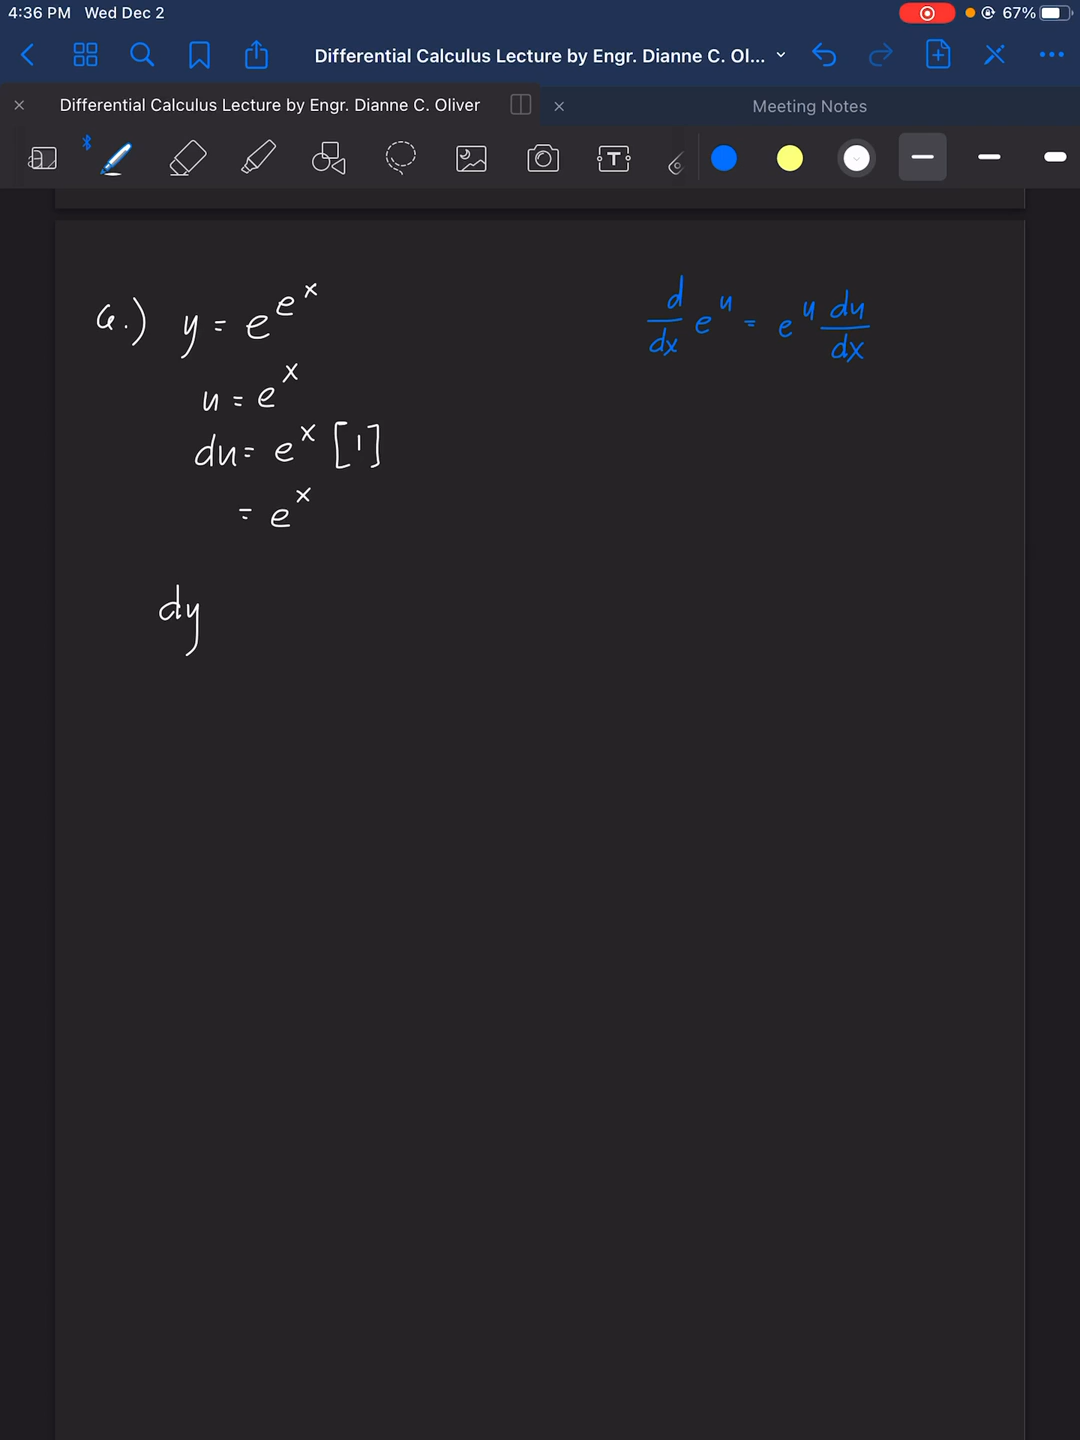 4:36 PM Wed Dec 2 67%
Differential Calculus Lecture by Engr. Dianne C. Ol...
Differential Calculus Lecture by Engr. Dianne C. Oliver
Meeting Notes
T
6.) y = e^e^x
d/dx e^u = e^u du/dx
u = e^x
du = e^x [1]
= e^x
dy